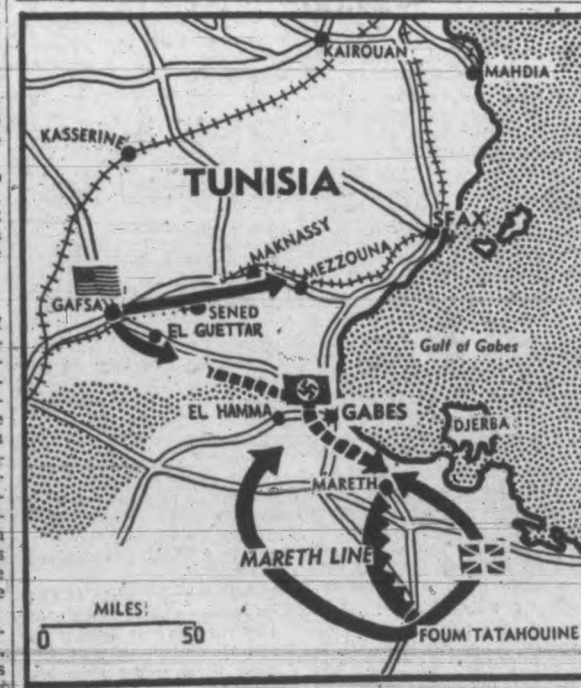 KAIROUAN
MAHDIA
KASSERINE
TUNISIA
SFAX
MAKNASSY
MEZZOUNA
GAFSA
SENED
EL GUETTAR
Gulf of Gabes
EL HAMMA
GABES
DJERBA
MARETH
MARETH LINE
MILES
0 50
FOUM TATAHOUINE